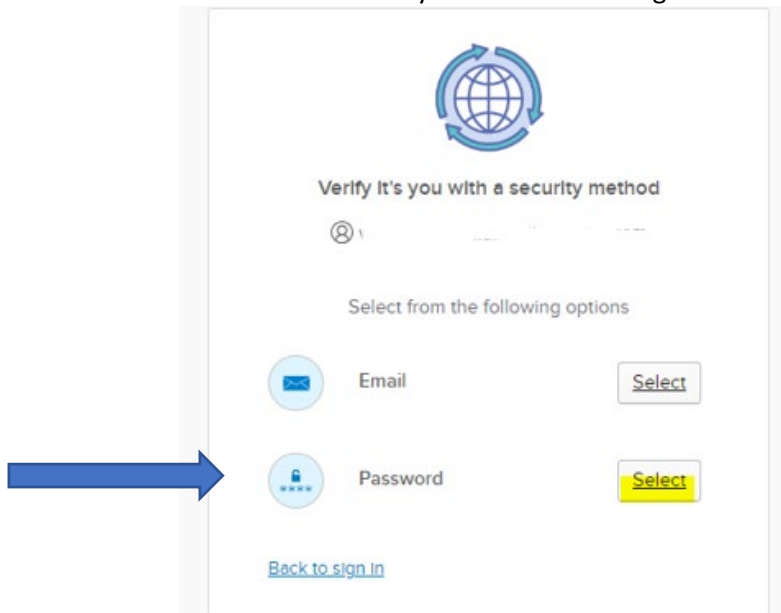 Verify it's you with a security method
Select from the following options
Email
Select
Password
Select
Back to sign in